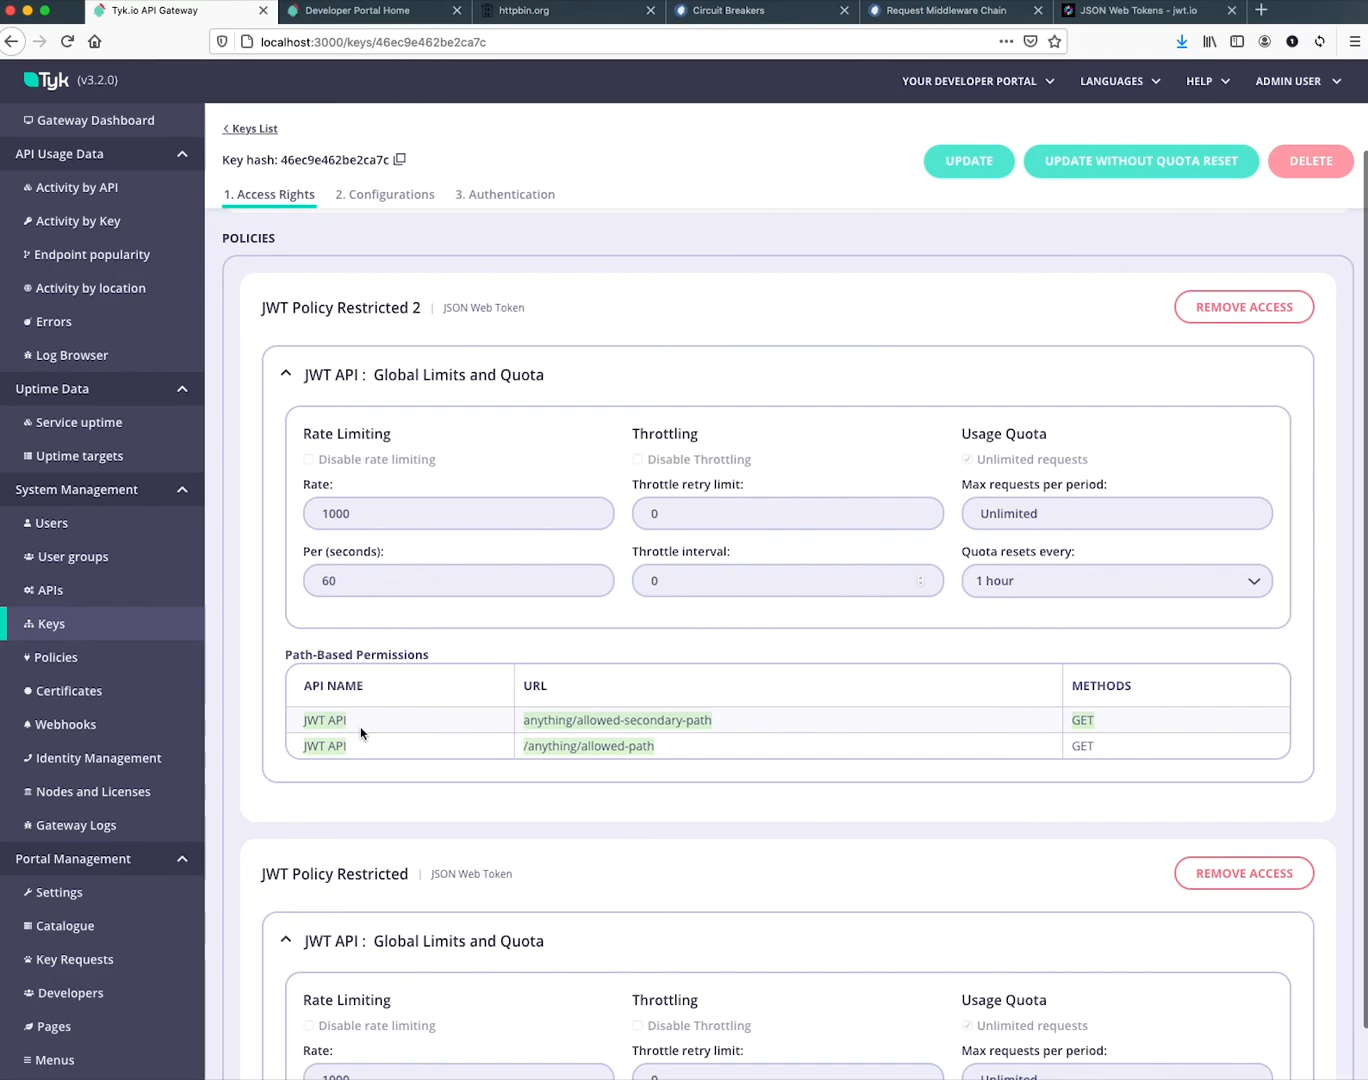 Tyk.io API Gateway
Developer Portal Home
httpbin.org
Circuit Breakers
Request Middleware Chain
JSON Web Tokens - jwt.io
localhost:3000/keys/46ec9e462be2ca7c
Tyk (v3.2.0)
YOUR DEVELOPER PORTAL
LANGUAGES
HELP
ADMIN USER
Gateway Dashboard
API Usage Data
Activity by API
Activity by Key
Endpoint popularity
Activity by location
Errors
Log Browser
Uptime Data
Service uptime
Uptime targets
System Management
Users
User groups
APIs
Keys
Policies
Certificates
Webhooks
Identity Management
Nodes and Licenses
Gateway Logs
Portal Management
Settings
Catalogue
Key Requests
Developers
Pages
Menus
< Keys List
Key hash: 46ec9e462be2ca7c
UPDATE
UPDATE WITHOUT QUOTA RESET
DELETE
1. Access Rights
2. Configurations
3. Authentication
POLICIES
JWT Policy Restricted 2 | JSON Web Token
REMOVE ACCESS
JWT API : Global Limits and Quota
Rate Limiting
Throttling
Usage Quota
Disable rate limiting
Disable Throttling
Unlimited requests
Rate:
Throttle retry limit:
Max requests per period:
1000
0
Unlimited
Per (seconds):
Throttle interval:
Quota resets every:
60
0
1 hour
Path-Based Permissions
API NAME
URL
METHODS
JWT API
anything/allowed-secondary-path
GET
JWT API
/anything/allowed-path
GET
JWT Policy Restricted | JSON Web Token
REMOVE ACCESS
JWT API : Global Limits and Quota
Rate Limiting
Throttling
Usage Quota
Disable rate limiting
Disable Throttling
Unlimited requests
Rate:
Throttle retry limit:
Max requests per period:
1000
0
Unlimited